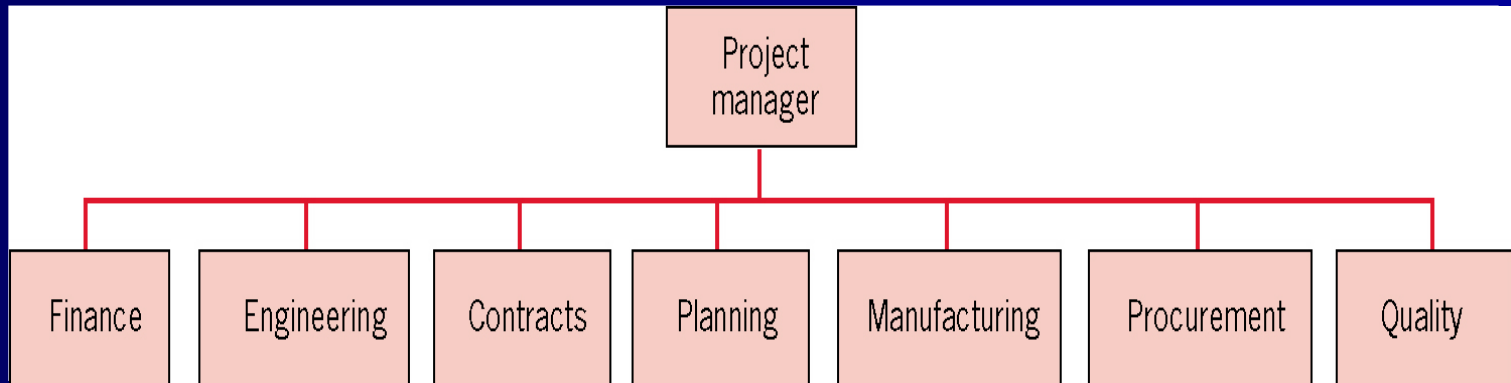 Project
manager
Finance
Engineering
Contracts
Planning
Manufacturing
Procurement
Quality